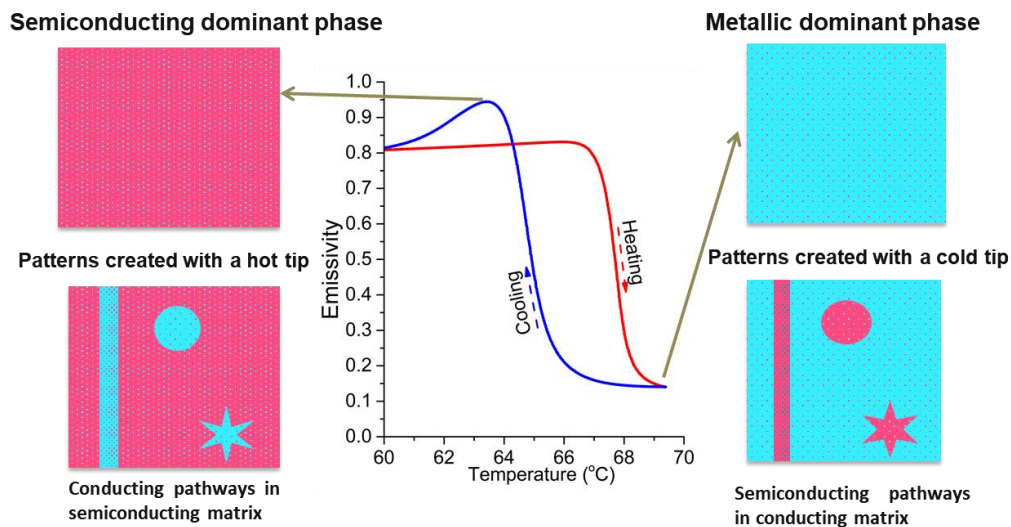 Semiconducting dominant phase
Metallic dominant phase
Patterns created with a hot tip
Patterns created with a cold tip
1.0
0.9
0.8
0.7
0.6
0.5
0.4
0.3
0.2
0.1
0.0
Emissivity
Cooling
Heating
60
62
64
66
68
70
Temperature (°C)
Conducting pathways in
semiconducting matrix
Semiconducting pathways
in conducting matrix